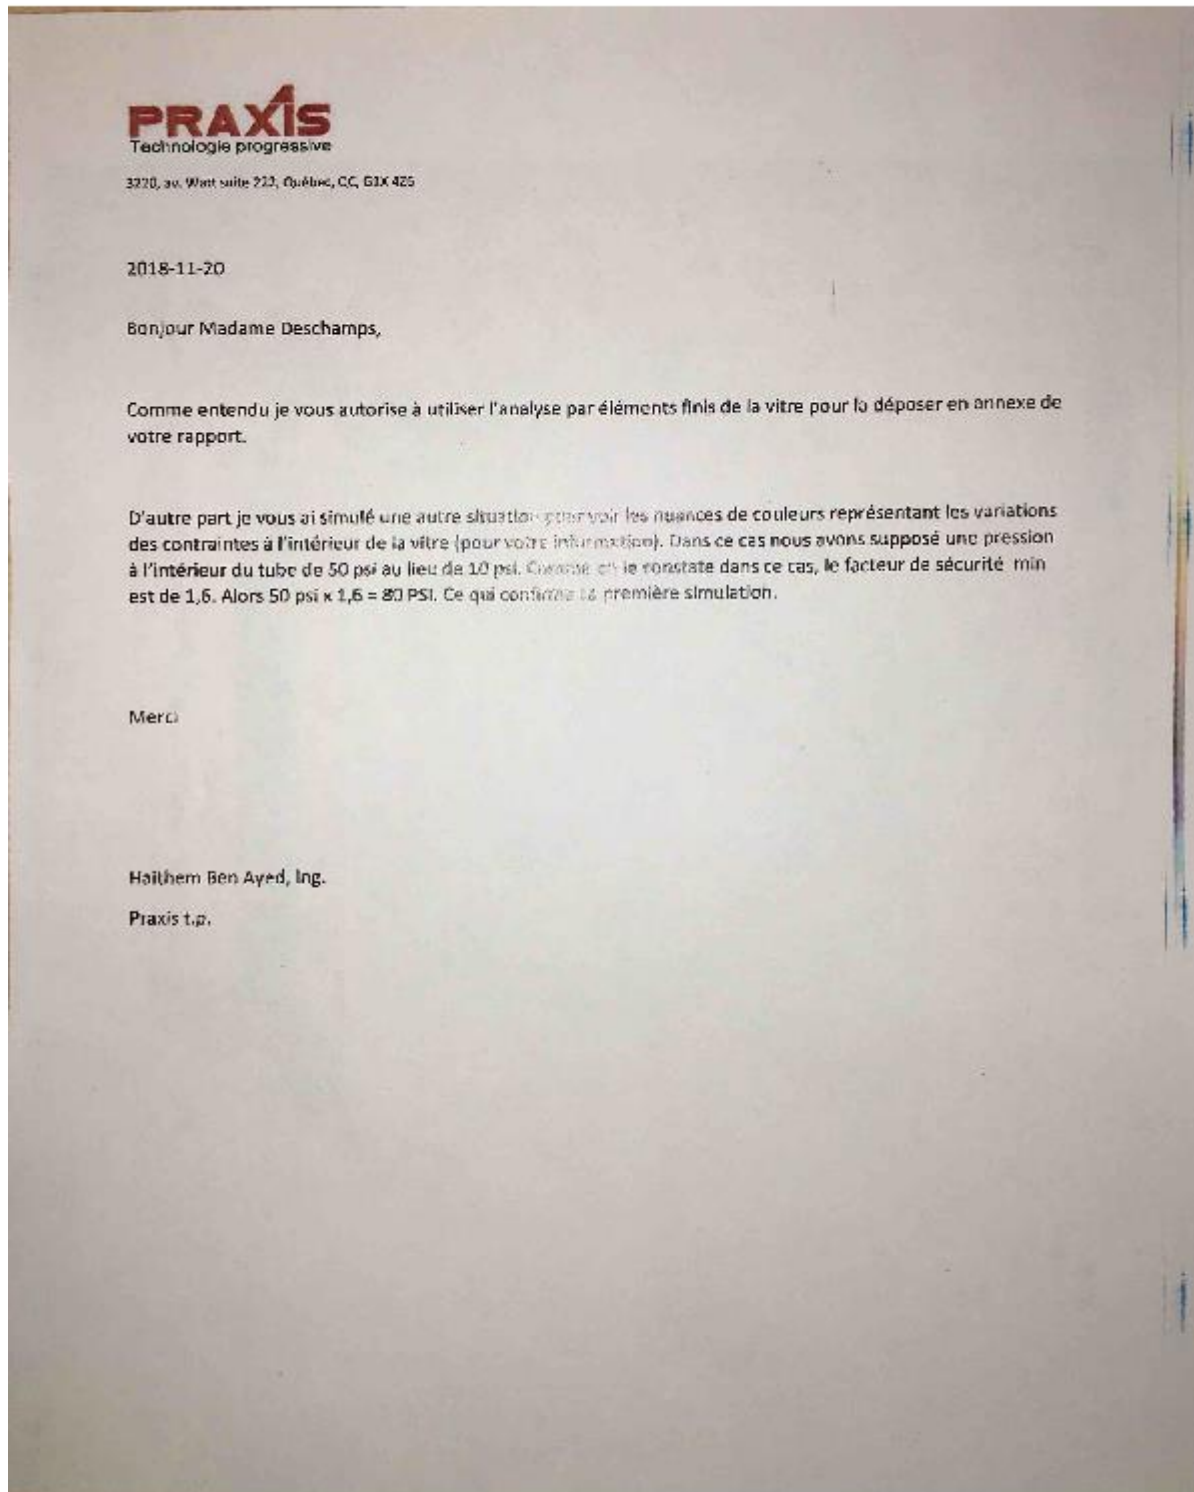 PRAXIS
Technologie progressive
3220, av. Watt suite 222, Québec, QC, G1X 4Z6
2018-11-20
Bonjour Madame Deschamps,
Comme entendu je vous autorise à utiliser l'analyse par éléments finis de la vitre pour la déposer en annexe de
votre rapport.
D'autre part je vous ai simulé une autre situation pour voir les nuances de couleurs représentant les variations
des contraintes à l'intérieur de la vitre (pour votre information). Dans ce cas nous avons supposé une pression
à l'intérieur du tube de 50 psi au lieu de 10 psi. Comme on le constate dans ce cas, le facteur de sécurité min
est de 1,6. Alors 50 psi x 1,6 = 80 PSI. Ce qui confirme la première simulation.
Merci
Haithem Ben Ayed, Ing.
Praxis t.p.